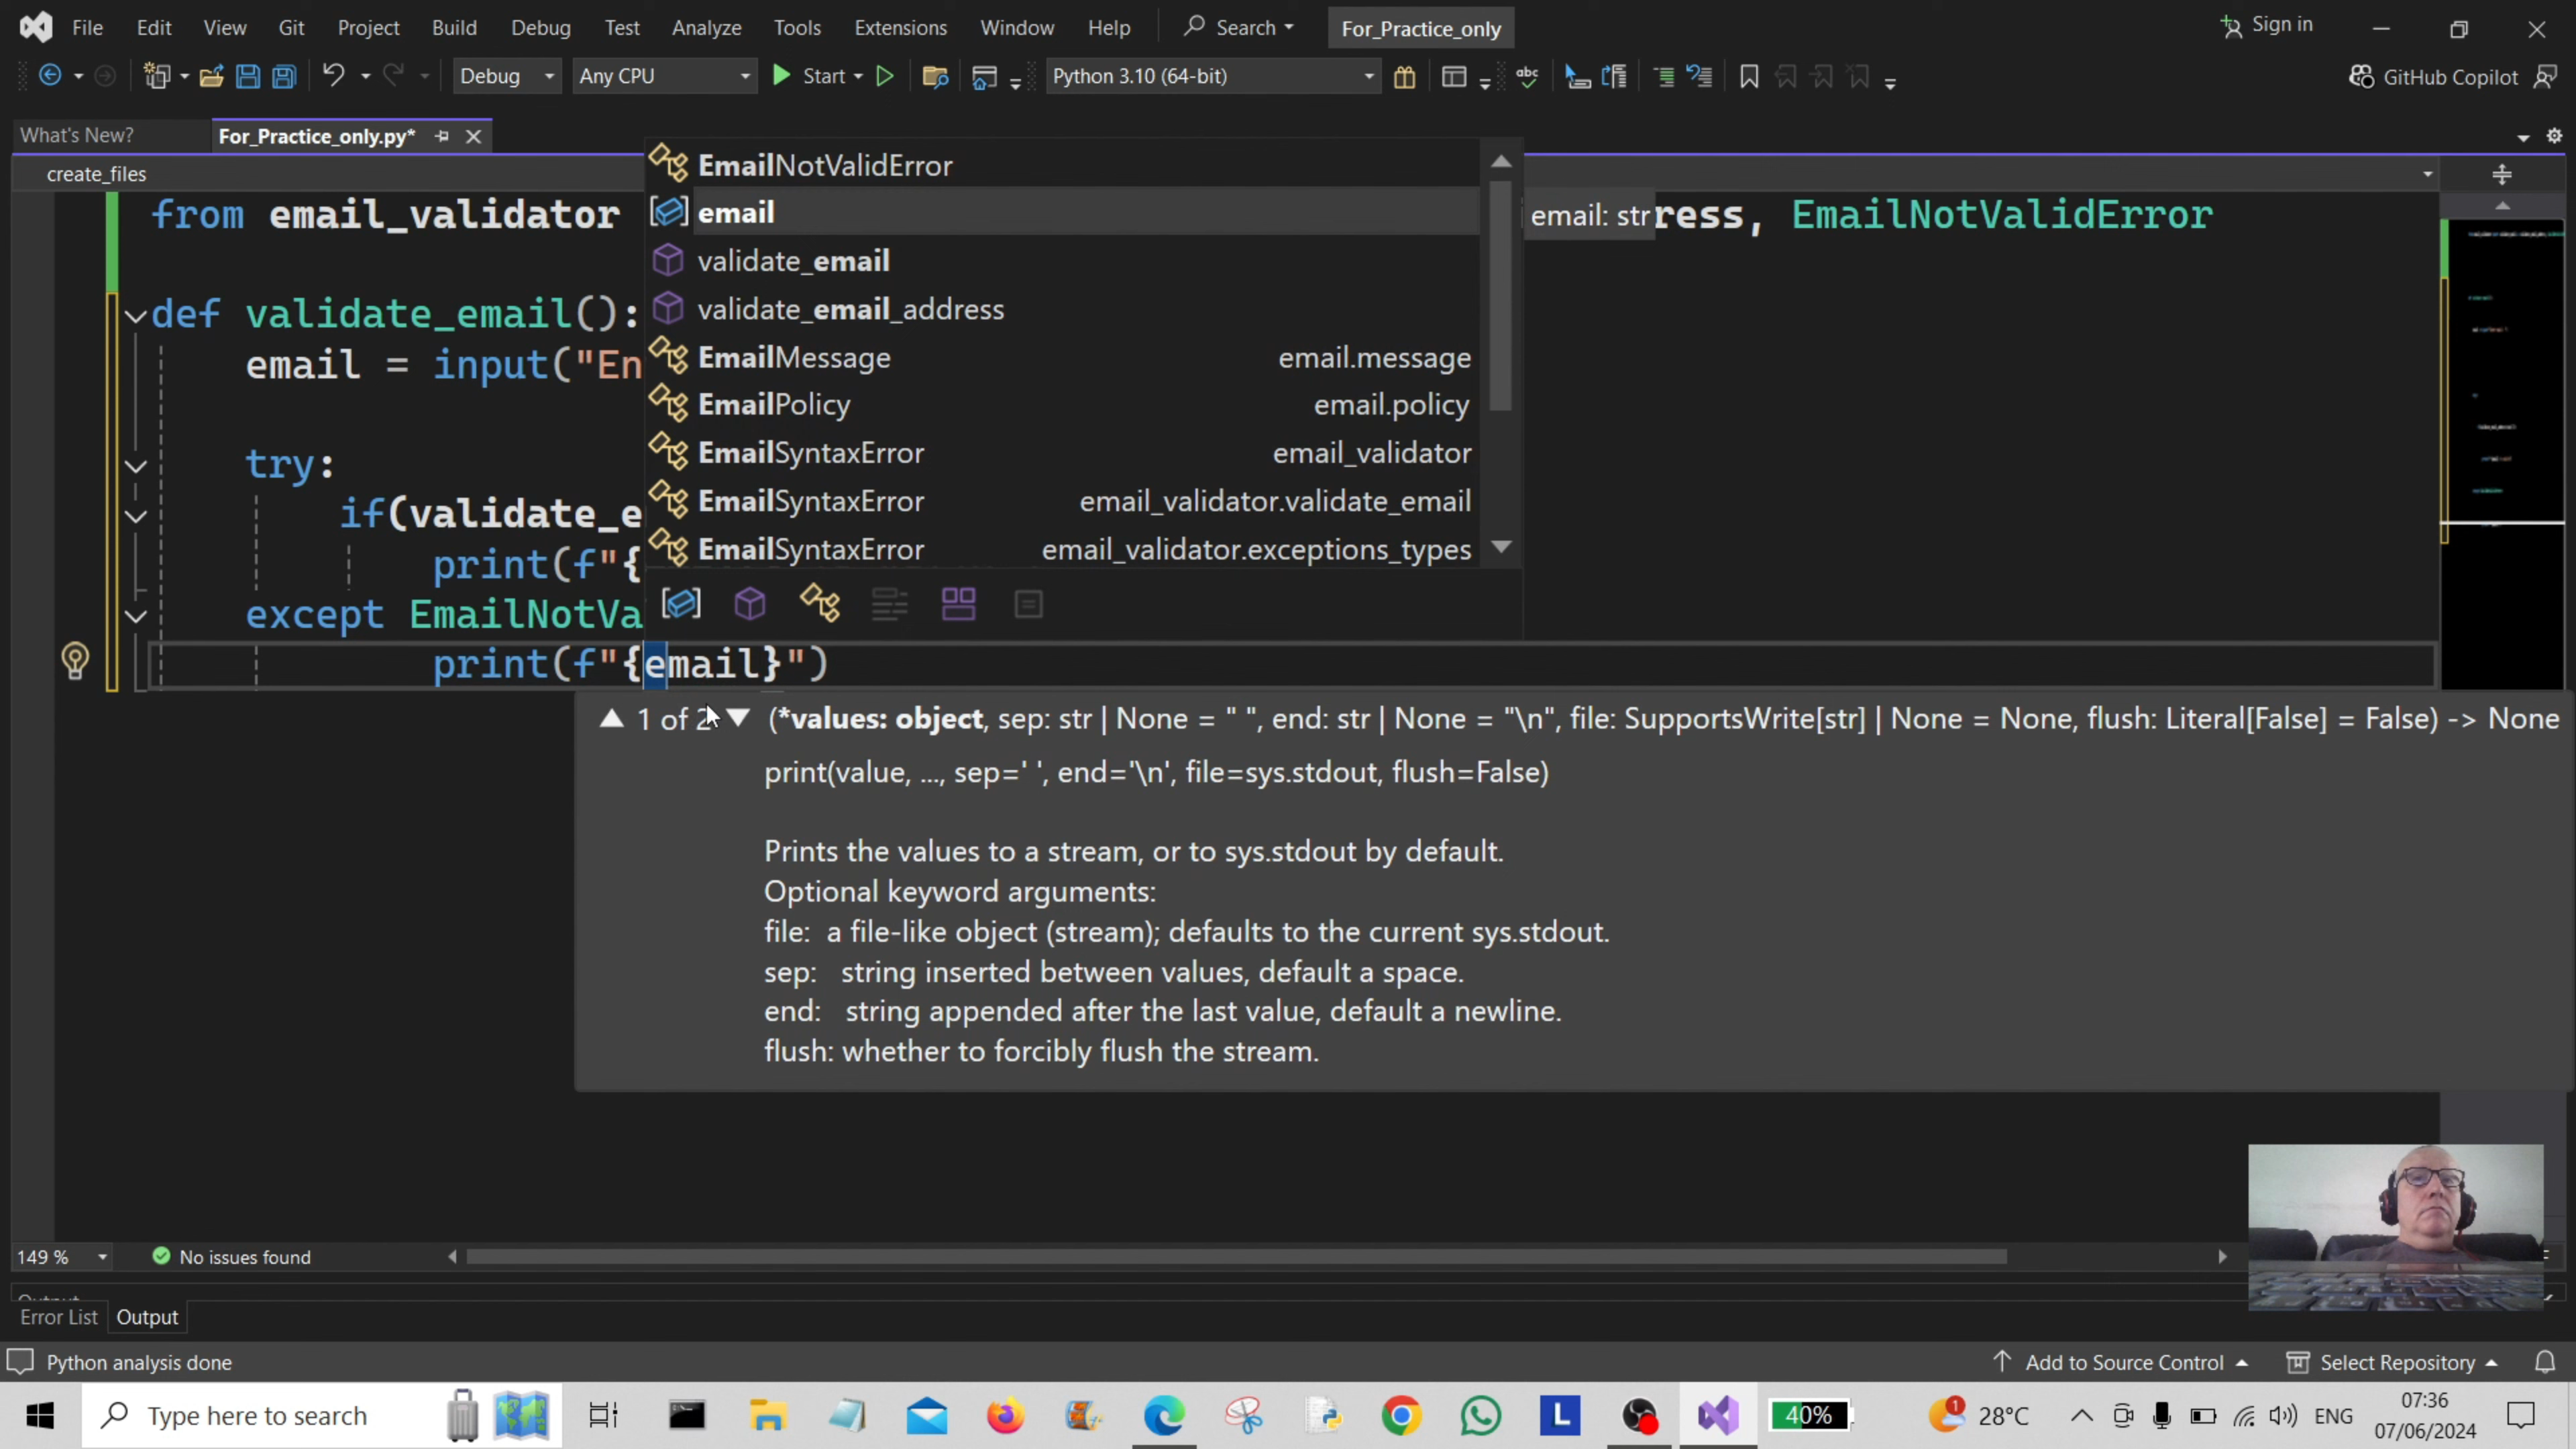 File Edit View Git Project Build Debug Test Analyze Tools Extensions Window Help Search For_Practice_only Sign in
Debug Any CPU Start Python 3.10 (64-bit) abc GitHub Copilot
What's New? For_Practice_only.py*
create_files
from email_validator ress, EmailNotValidError
def validate_email():
email = input("En
try:
if(validate_e
print(f"{
except EmailNotVa
print(f"{email}")
EmailNotValidError
email
email: str
validate_email
validate_email_address
EmailMessage email.message
EmailPolicy email.policy
EmailSyntaxError email_validator
EmailSyntaxError email_validator.validate_email
EmailSyntaxError email_validator.exceptions_types
1 of 2 (*values: object, sep: str | None = " ", end: str | None = "\n", file: SupportsWrite[str] | None = None, flush: Literal[False] = False) -> None
print(value, ..., sep=' ', end='\n', file=sys.stdout, flush=False)
Prints the values to a stream, or to sys.stdout by default.
Optional keyword arguments:
file: a file-like object (stream); defaults to the current sys.stdout.
sep: string inserted between values, default a space.
end: string appended after the last value, default a newline.
flush: whether to forcibly flush the stream.
149 % No issues found
Output
Error List Output
Python analysis done Add to Source Control Select Repository
Type here to search L 40% 1 28°C ENG 07:36
07/06/2024